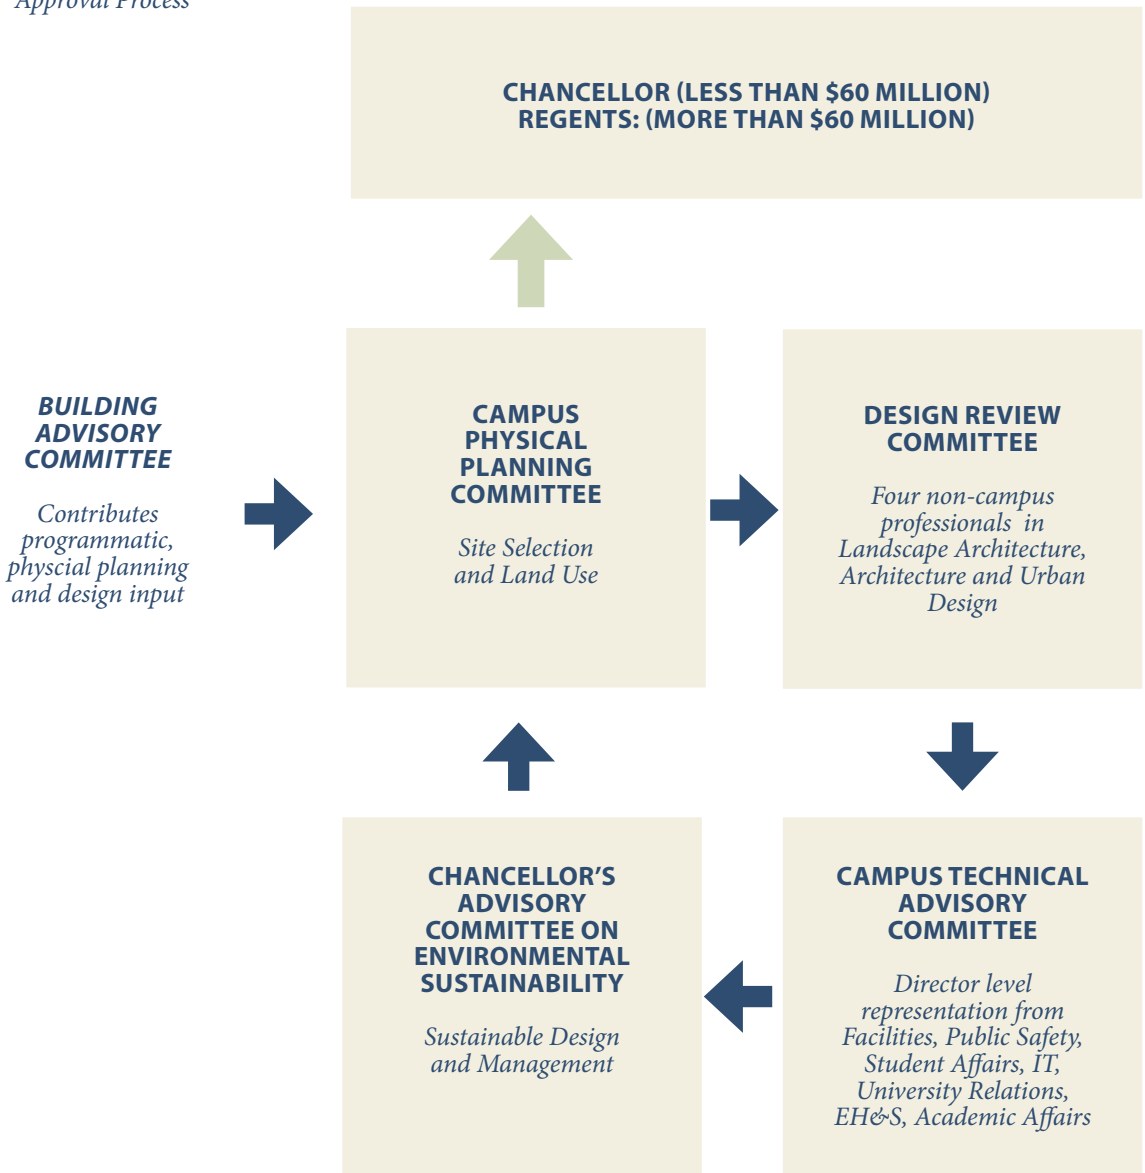 Approval Process
CHANCELLOR (LESS THAN $60 MILLION)
REGENTS: (MORE THAN $60 MILLION)
BUILDING
ADVISORY
COMMITTEE
Contributes
programmatic,
physcial planning
and design input
CAMPUS
PHYSICAL
PLANNING
COMMITTEE
Site Selection
and Land Use
DESIGN REVIEW
COMMITTEE
Four non-campus
professionals in
Landscape Architecture,
Architecture and Urban
Design
CHANCELLOR'S
ADVISORY
COMMITTEE ON
ENVIRONMENTAL
SUSTAINABILITY
Sustainable Design
and Management
CAMPUS TECHNICAL
ADVISORY
COMMITTEE
Director level
representation from
Facilities, Public Safety,
Student Affairs, IT,
University Relations,
EH&S, Academic Affairs